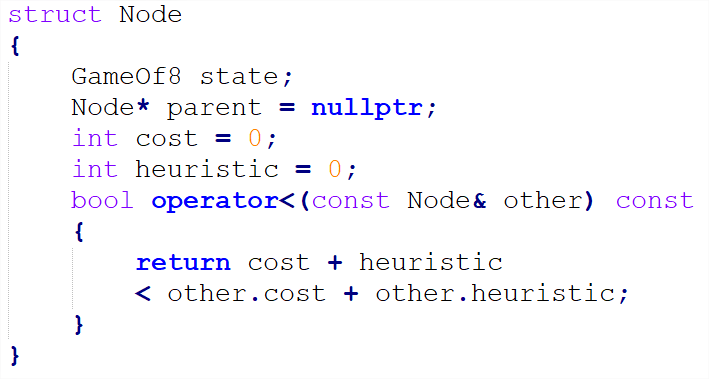 struct Node
{
    GameOf8 state;
    Node* parent = nullptr;
    int cost = 0;
    int heuristic = 0;
    bool operator<(const Node& other) const
    {
        return cost + heuristic
        < other.cost + other.heuristic;
    }
}